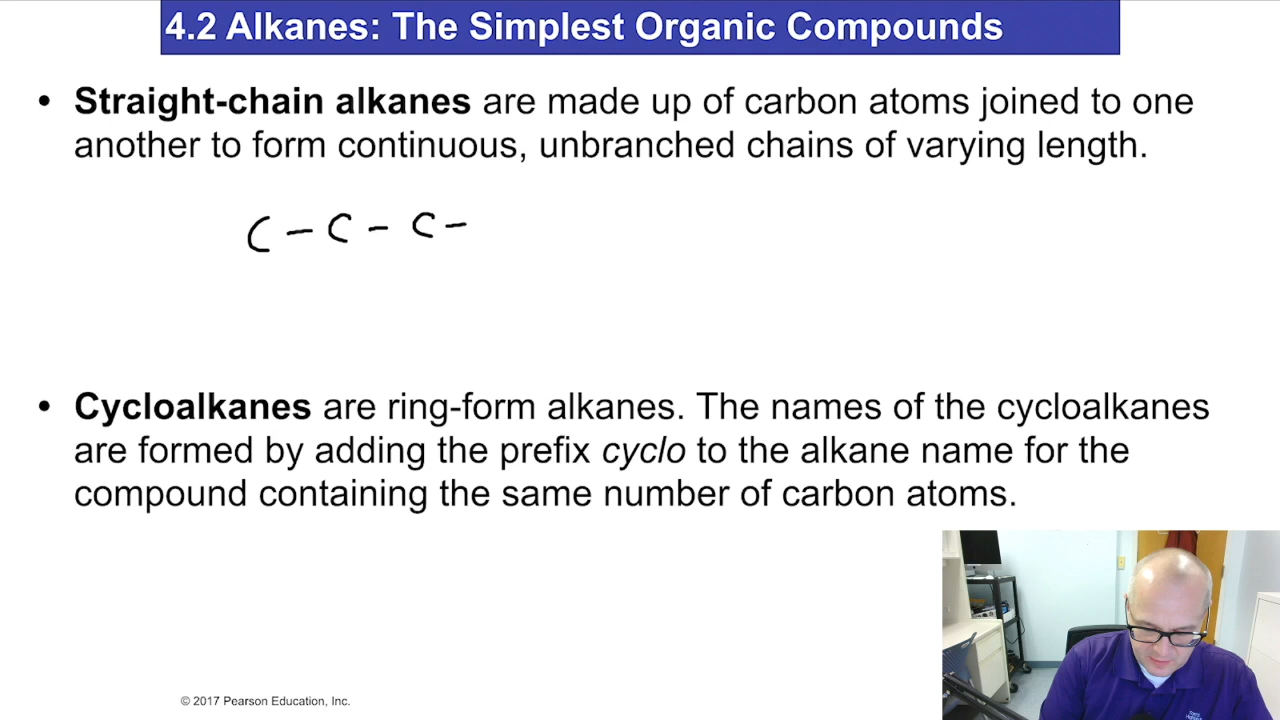 4.2 Alkanes: The Simplest Organic Compounds
• Straight-chain alkanes are made up of carbon atoms joined to one
another to form continuous, unbranched chains of varying length.
C - C - C -
• Cycloalkanes are ring-form alkanes. The names of the cycloalkanes
are formed by adding the prefix cyclo to the alkane name for the
compound containing the same number of carbon atoms.
© 2017 Pearson Education, Inc.